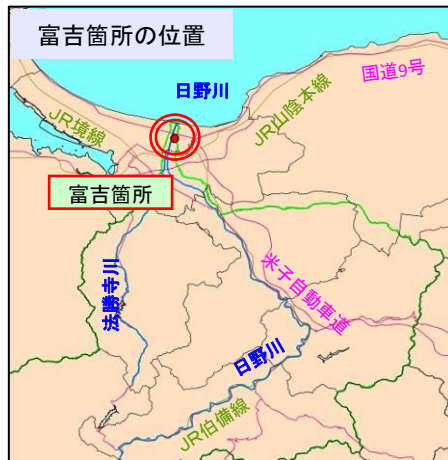 富吉箇所の位置
日野川
国道9号
JR山陰本線
JR境線
富吉箇所
法勝寺川
米子自動車道
日野川
JR伯備線